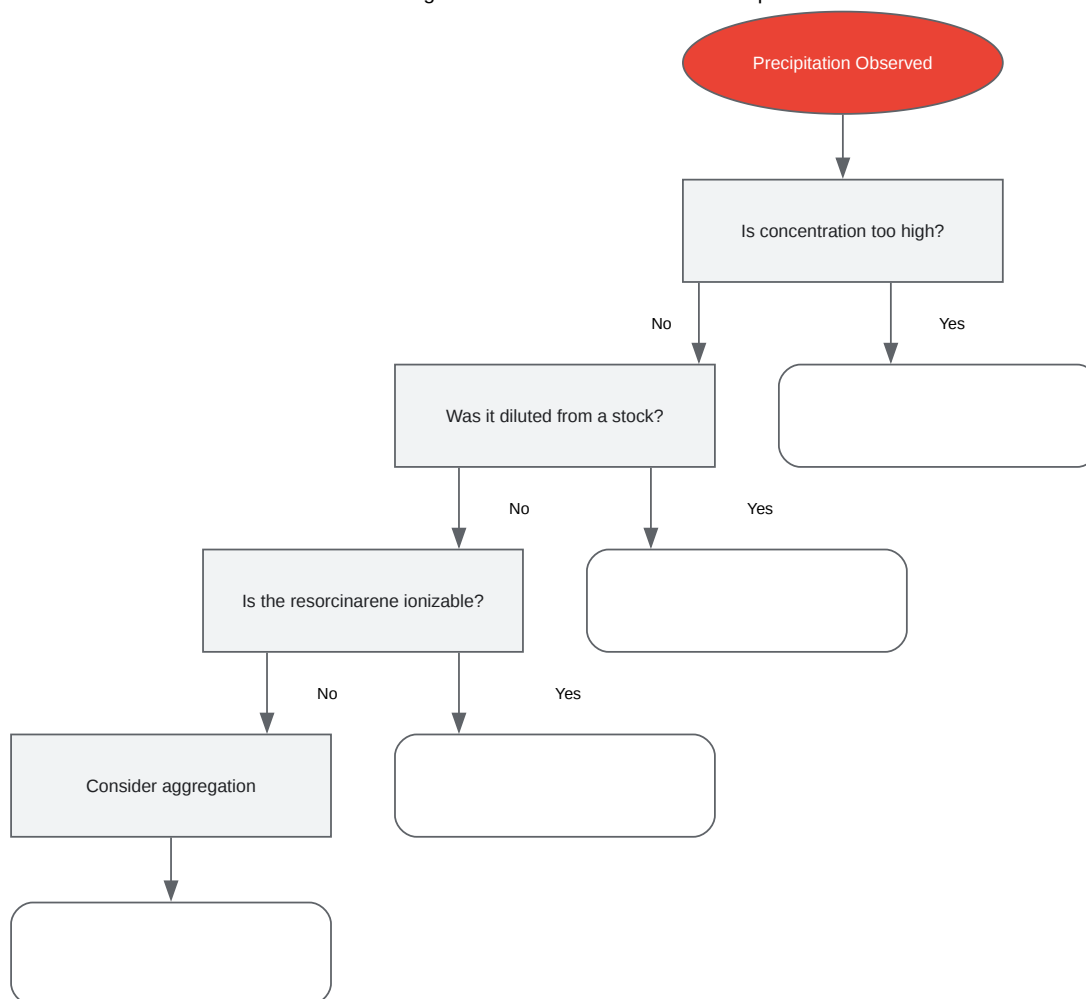 Precipitation Observed
Is concentration too high?
No
Yes
Was it diluted from a stock?
No
Yes
Is the resorcinarene ionizable?
No
Yes
Consider aggregation